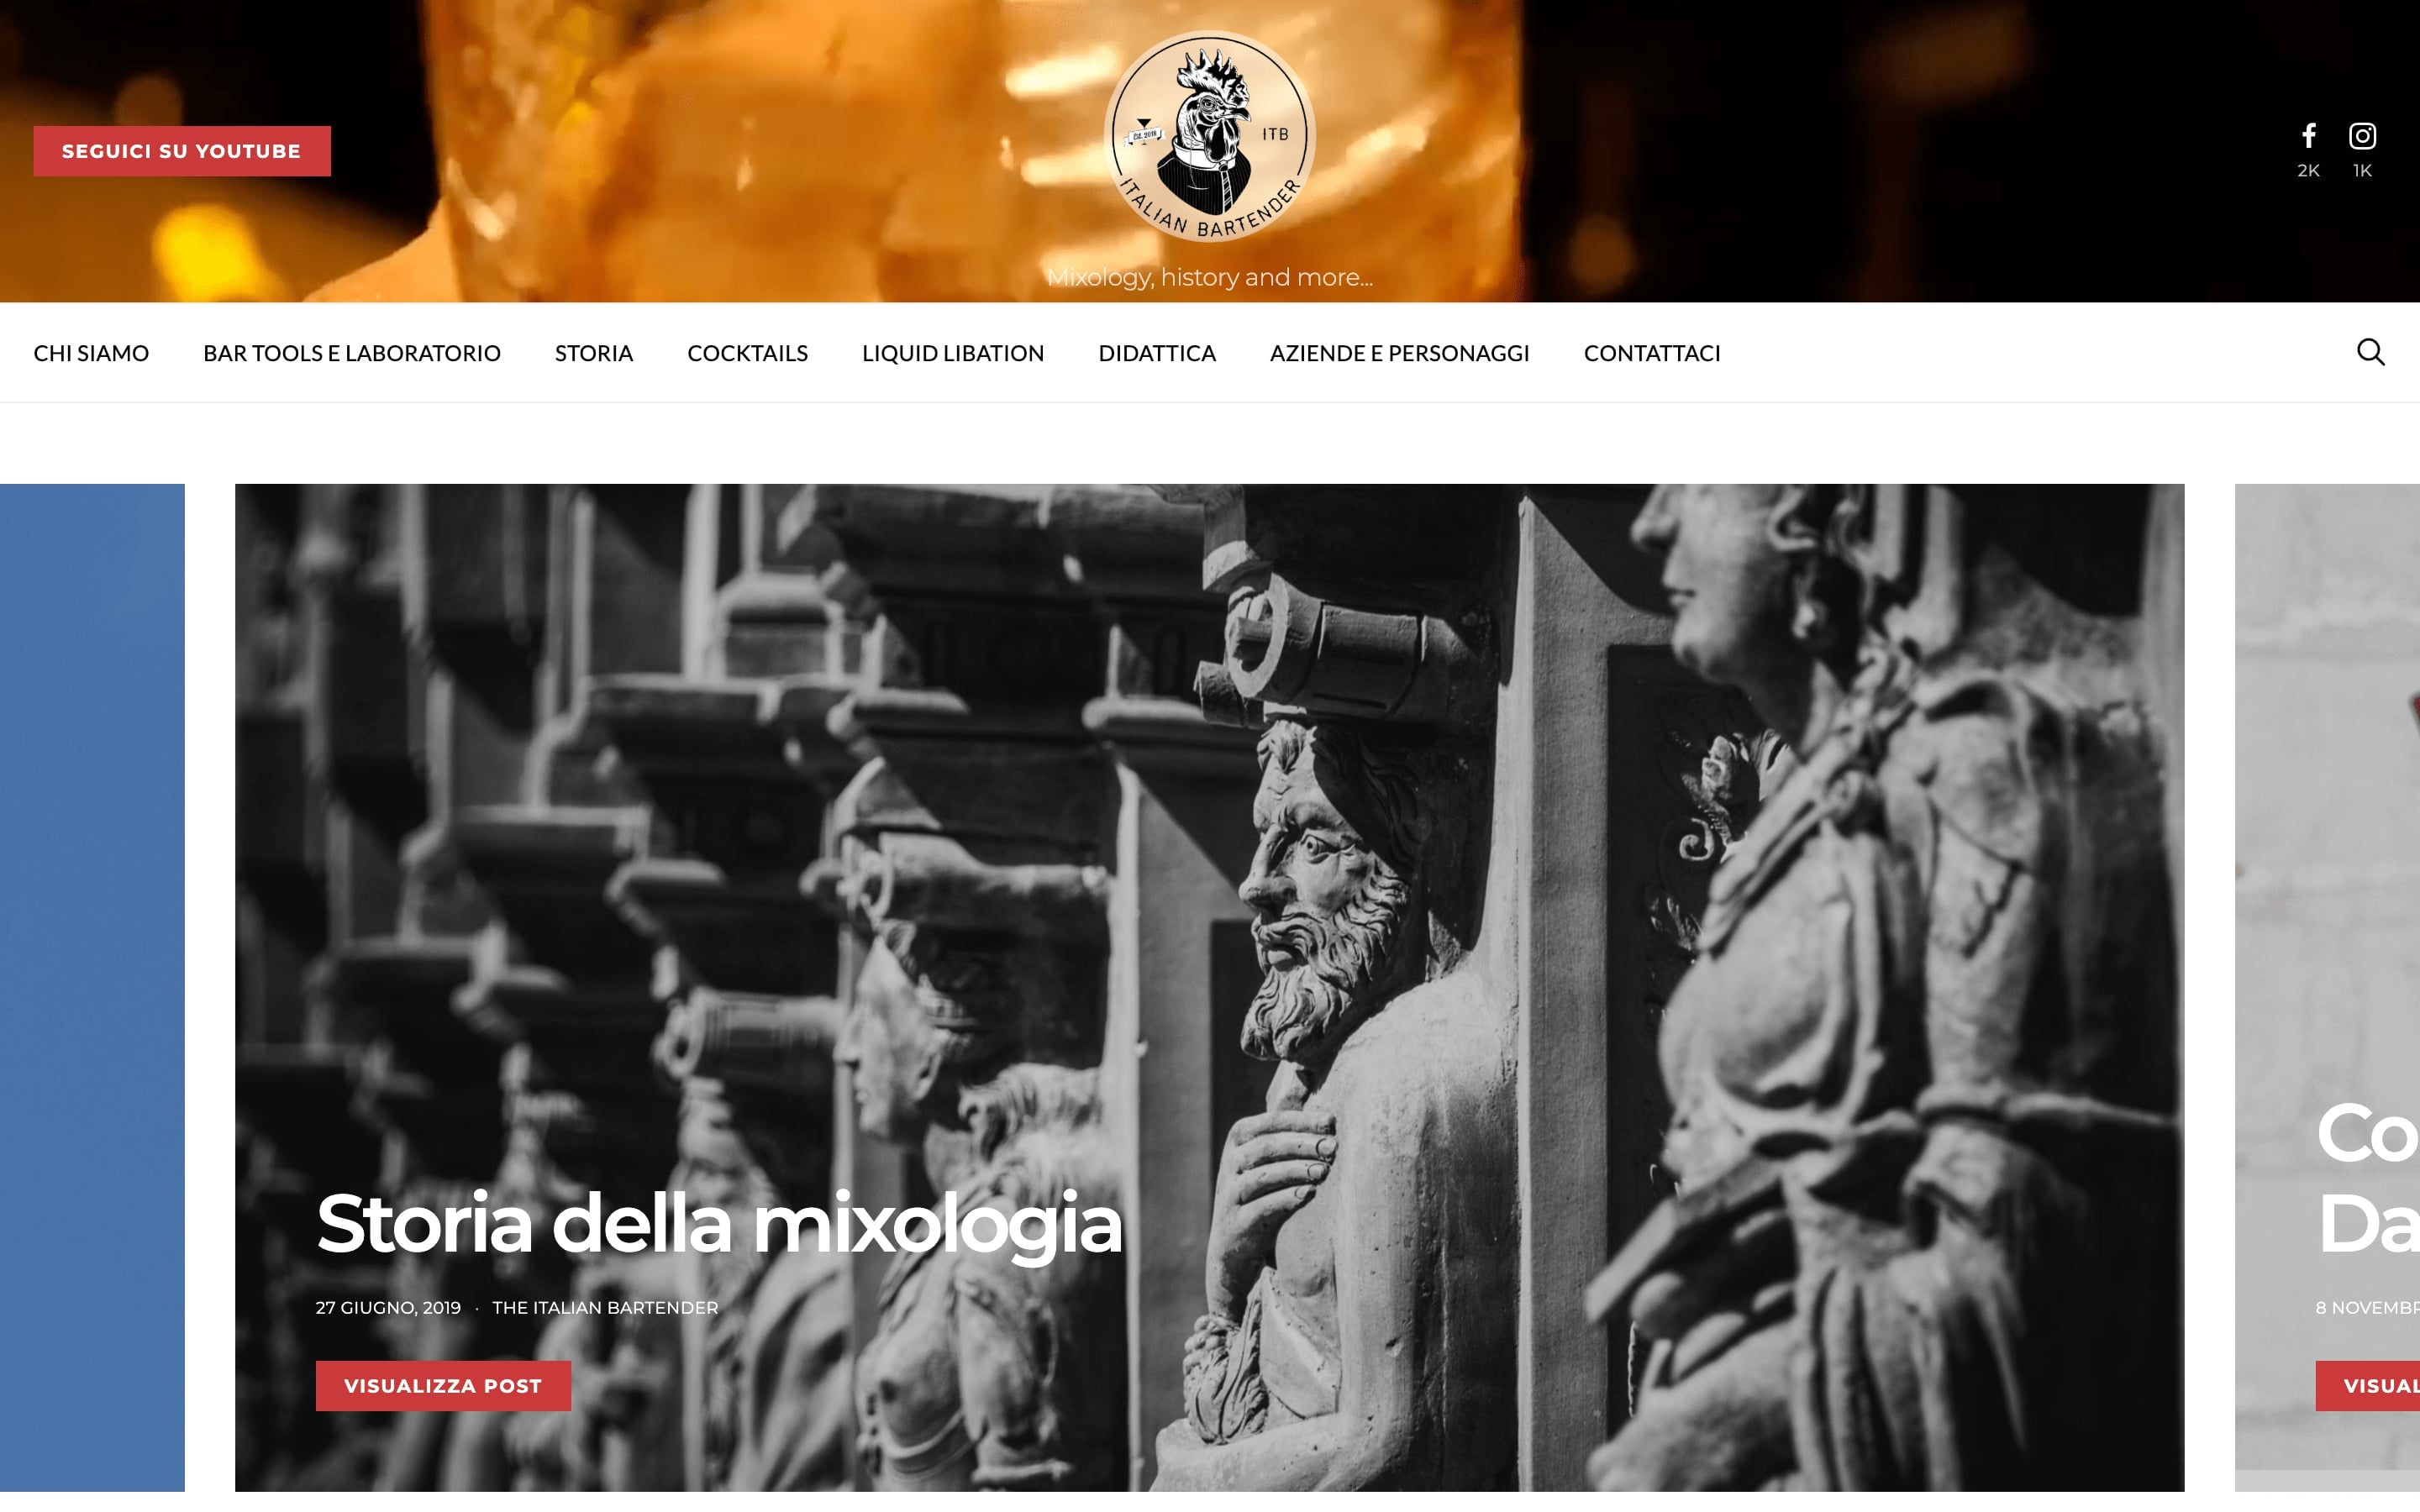 SEGUICI SU YOUTUBE
EST. 2018
ITB
ITALIAN BARTENDER
Mixology, history and more...
2K
1K
CHI SIAMO
BAR TOOLS E LABORATORIO
STORIA
COCKTAILS
LIQUID LIBATION
DIDATTICA
AZIENDE E PERSONAGGI
CONTATTACI
Storia della mixologia
27 GIUGNO, 2019 · THE ITALIAN BARTENDER
VISUALIZZA POST
Co
Da
8 NOVEMBR
VISUAL